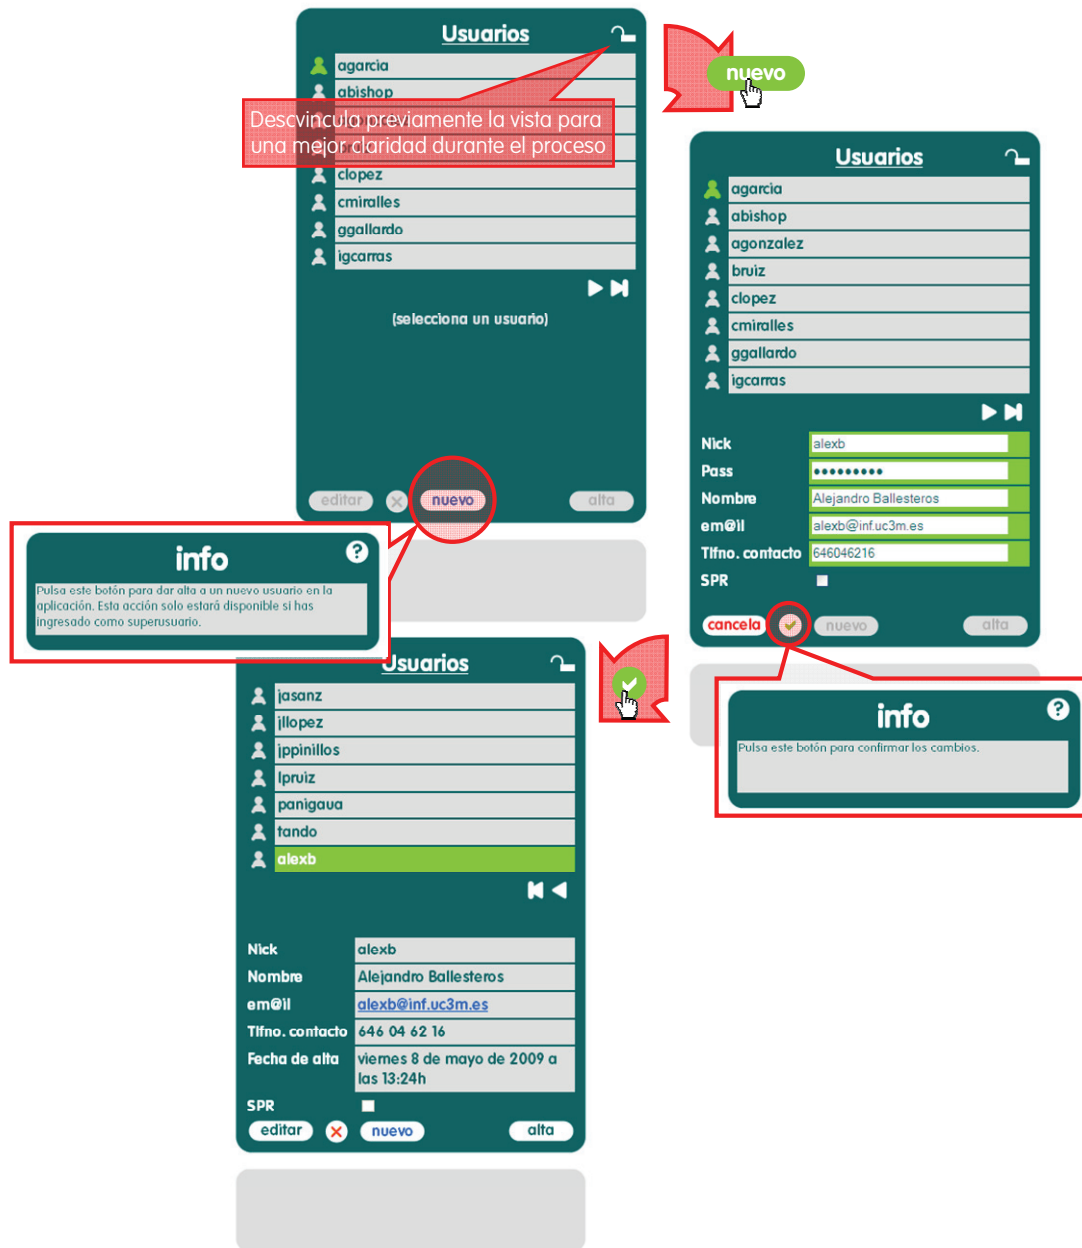 Usuarios
agarcia
abishop
Descvincula previamente la vista para
una mejor claridad durante el proceso
clopez
cmiralles
ggallardo
igcarras
(selecciona un usuario)
editar
nuevo
alta
nuevo
Usuarios
agarcia
abishop
agonzalez
bruiz
clopez
cmiralles
ggallardo
igcarras
Nick alexb
Pass •••••••••
Nombre Alejandro Ballesteros
em@il alexb@inf.uc3m.es
Tlfno. contacto 646046216
SPR
cancela
nuevo
alta
info ?
Pulsa este botón para dar alta a un nuevo usuario en la
aplicación. Esta acción solo estará disponible si has
ingresado como superusuario.
info ?
Pulsa este botón para confirmar los cambios.
Usuarios
jasanz
jllopez
jppinillos
lpruiz
panigaua
tando
alexb
Nick alexb
Nombre Alejandro Ballesteros
em@il alexb@inf.uc3m.es
Tlfno. contacto 646 04 62 16
Fecha de alta viernes 8 de mayo de 2009 a
las 13:24h
SPR
editar
nuevo
alta